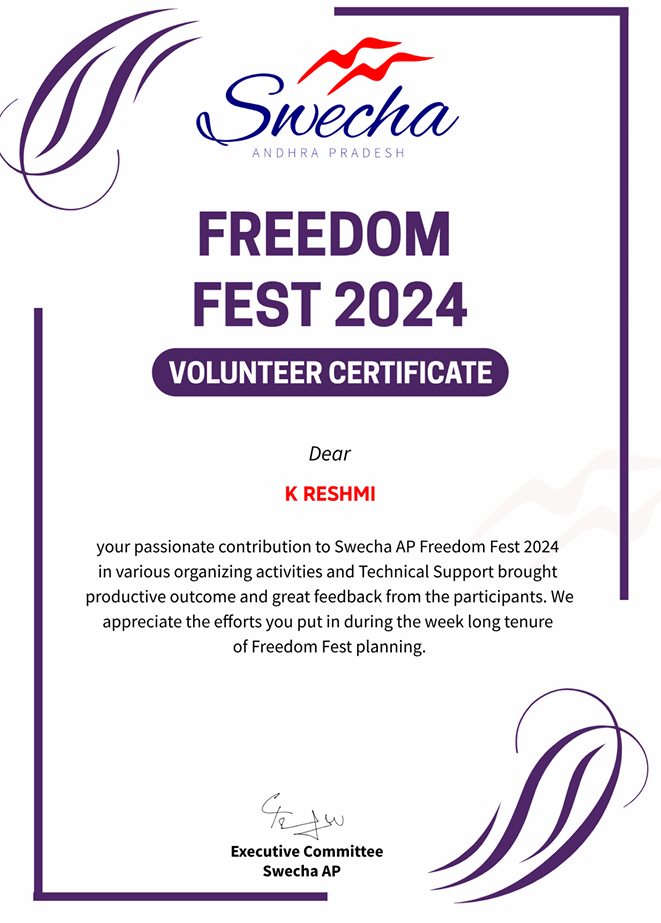 Swecha
ANDHRA PRADESH
FREEDOM
FEST 2024
VOLUNTEER CERTIFICATE
Dear
K RESHMI
your passionate contribution to Swecha AP Freedom Fest 2024
in various organizing activities and Technical Support brought
productive outcome and great feedback from the participants. We
appreciate the efforts you put in during the week long tenure
of Freedom Fest planning.
Executive Committee
Swecha AP